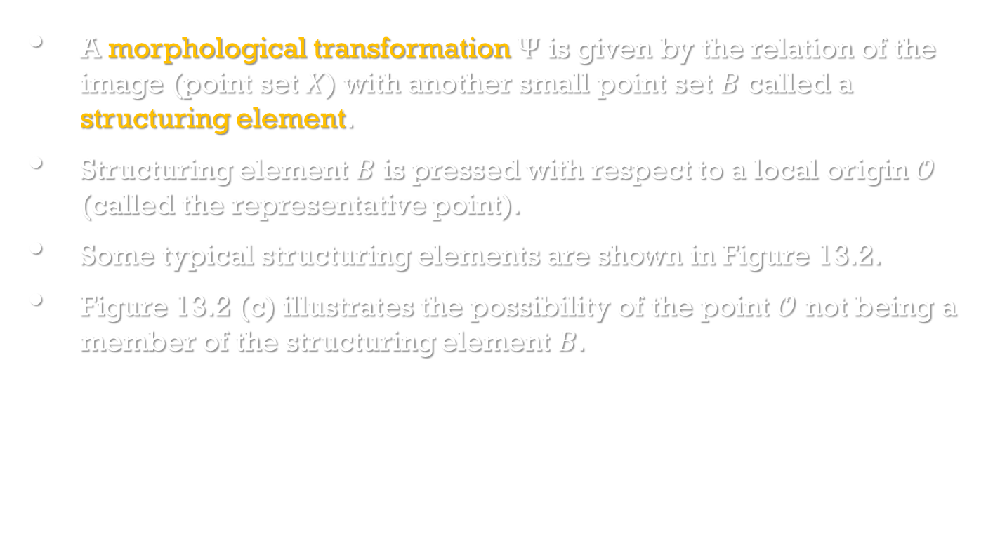 • A morphological transformation Ψ is given by the relation of the
image (point set X) with another small point set B called a
structuring element.
• Structuring element B is pressed with respect to a local origin 𝒪
(called the representative point).
• Some typical structuring elements are shown in Figure 13.2.
• Figure 13.2 (c) illustrates the possibility of the point 𝒪 not being a
member of the structuring element B.